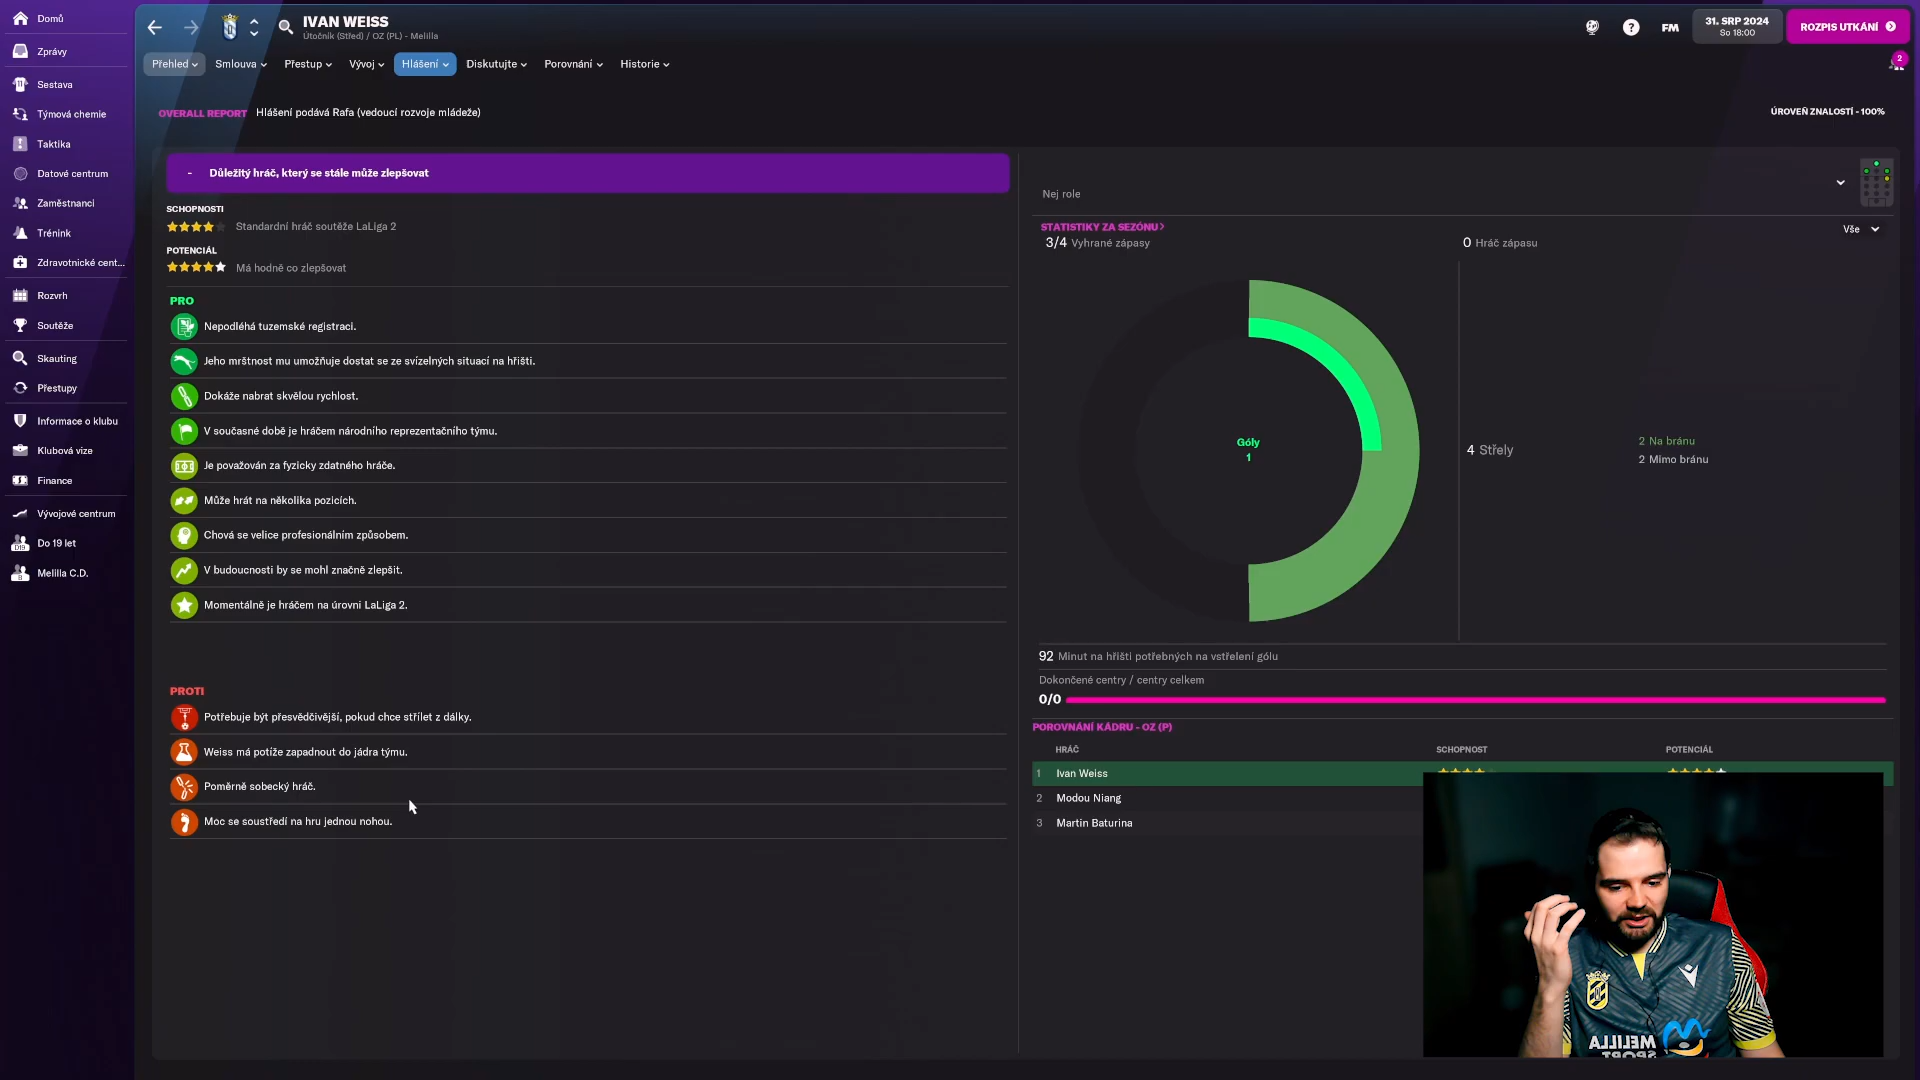 Domů
Zprávy
Sestava
Týmová chemie
Taktika
Datové centrum
Zaměstnanci
Trénink
Zdravotnické cent...
Rozvrh
Soutěže
Skauting
Přestupy
Informace o klubu
Klubová vize
Finance
Vývojové centrum
Do 19 let
Melilla C.D.
IVAN WEISS
Útočník (Střed) / OZ (PL) - Melilla
FM
31. SRP 2024
So 18:00
ROZPIS UTKÁNÍ
Přehled
Smlouva
Přestup
Vývoj
Hlášení
Diskutujte
Porovnání
Historie
2
OVERALL REPORT
Hlášení podává Rafa (vedoucí rozvoje mládeže)
ÚROVEŇ ZNALOSTÍ - 100%
- Důležitý hráč, který se stále může zlepšovat
SCHOPNOSTI
Standardní hráč soutěže LaLiga 2
POTENCIÁL
Má hodně co zlepšovat
PRO
Nepodléhá tuzemské registraci.
Jeho mrštnost mu umožňuje dostat se ze svízelných situací na hřišti.
Dokáže nabrat skvělou rychlost.
V současné době je hráčem národního reprezentačního týmu.
Je považován za fyzicky zdatného hráče.
Může hrát na několika pozicích.
Chová se velice profesionálním způsobem.
V budoucnosti by se mohl značně zlepšit.
Momentálně je hráčem na úrovni LaLiga 2.
PROTI
Potřebuje být přesvědčivější, pokud chce střílet z dálky.
Weiss má potíže zapadnout do jádra týmu.
Poměrně sobecký hráč.
Moc se soustředí na hru jednou nohou.
Nej role
STATISTIKY ZA SEZÓNU>
Vše
3/4 Vyhrané zápasy
0 Hráč zápasu
Góly
1
4 Střely
2 Na bránu
2 Mimo bránu
92 Minut na hřišti potřebných na vstřelení gólu
Dokončené centry / centry celkem
0/0
POROVNÁNÍ KÁDRU - OZ (P)
HRÁČ
SCHOPNOST
POTENCIÁL
1 Ivan Weiss
2 Modou Niang
3 Martin Baturina
MELILLA
SPORT